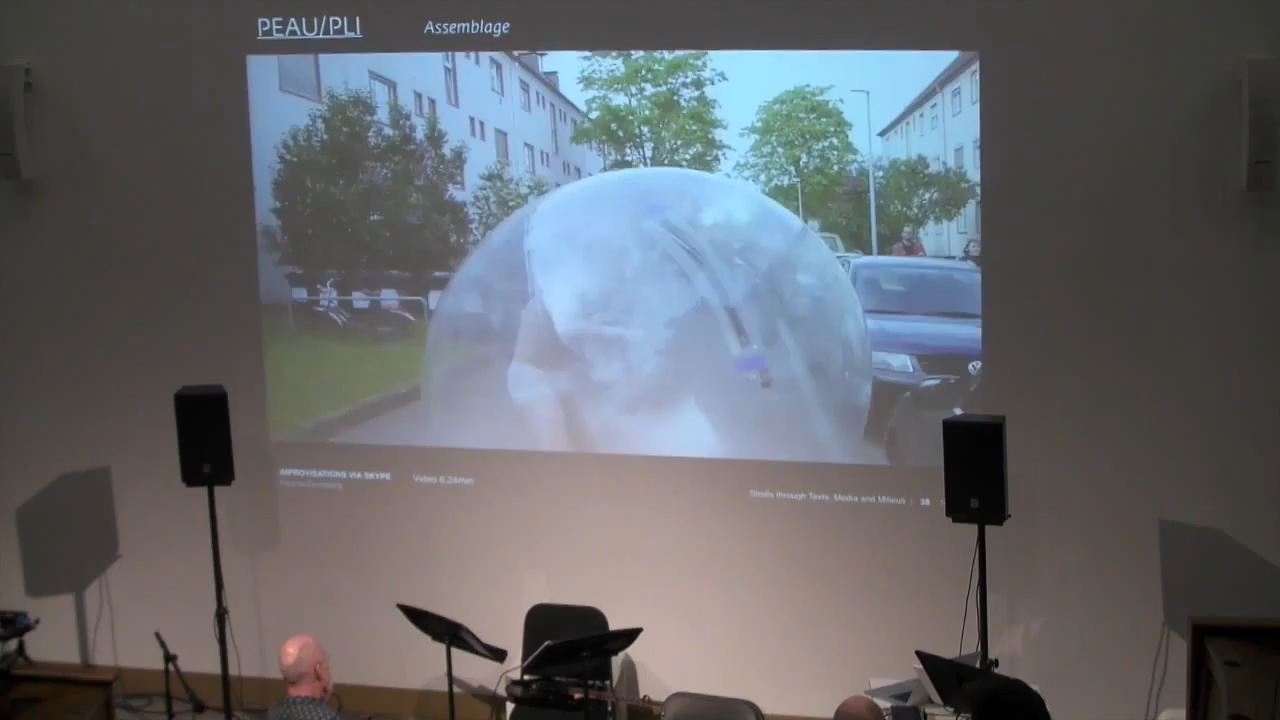 PEAU/PLI Assemblage
IMPROVISATIONS VIA SKYPE Video 6,24min
Strolls through Texts, Media and Milieus | 38